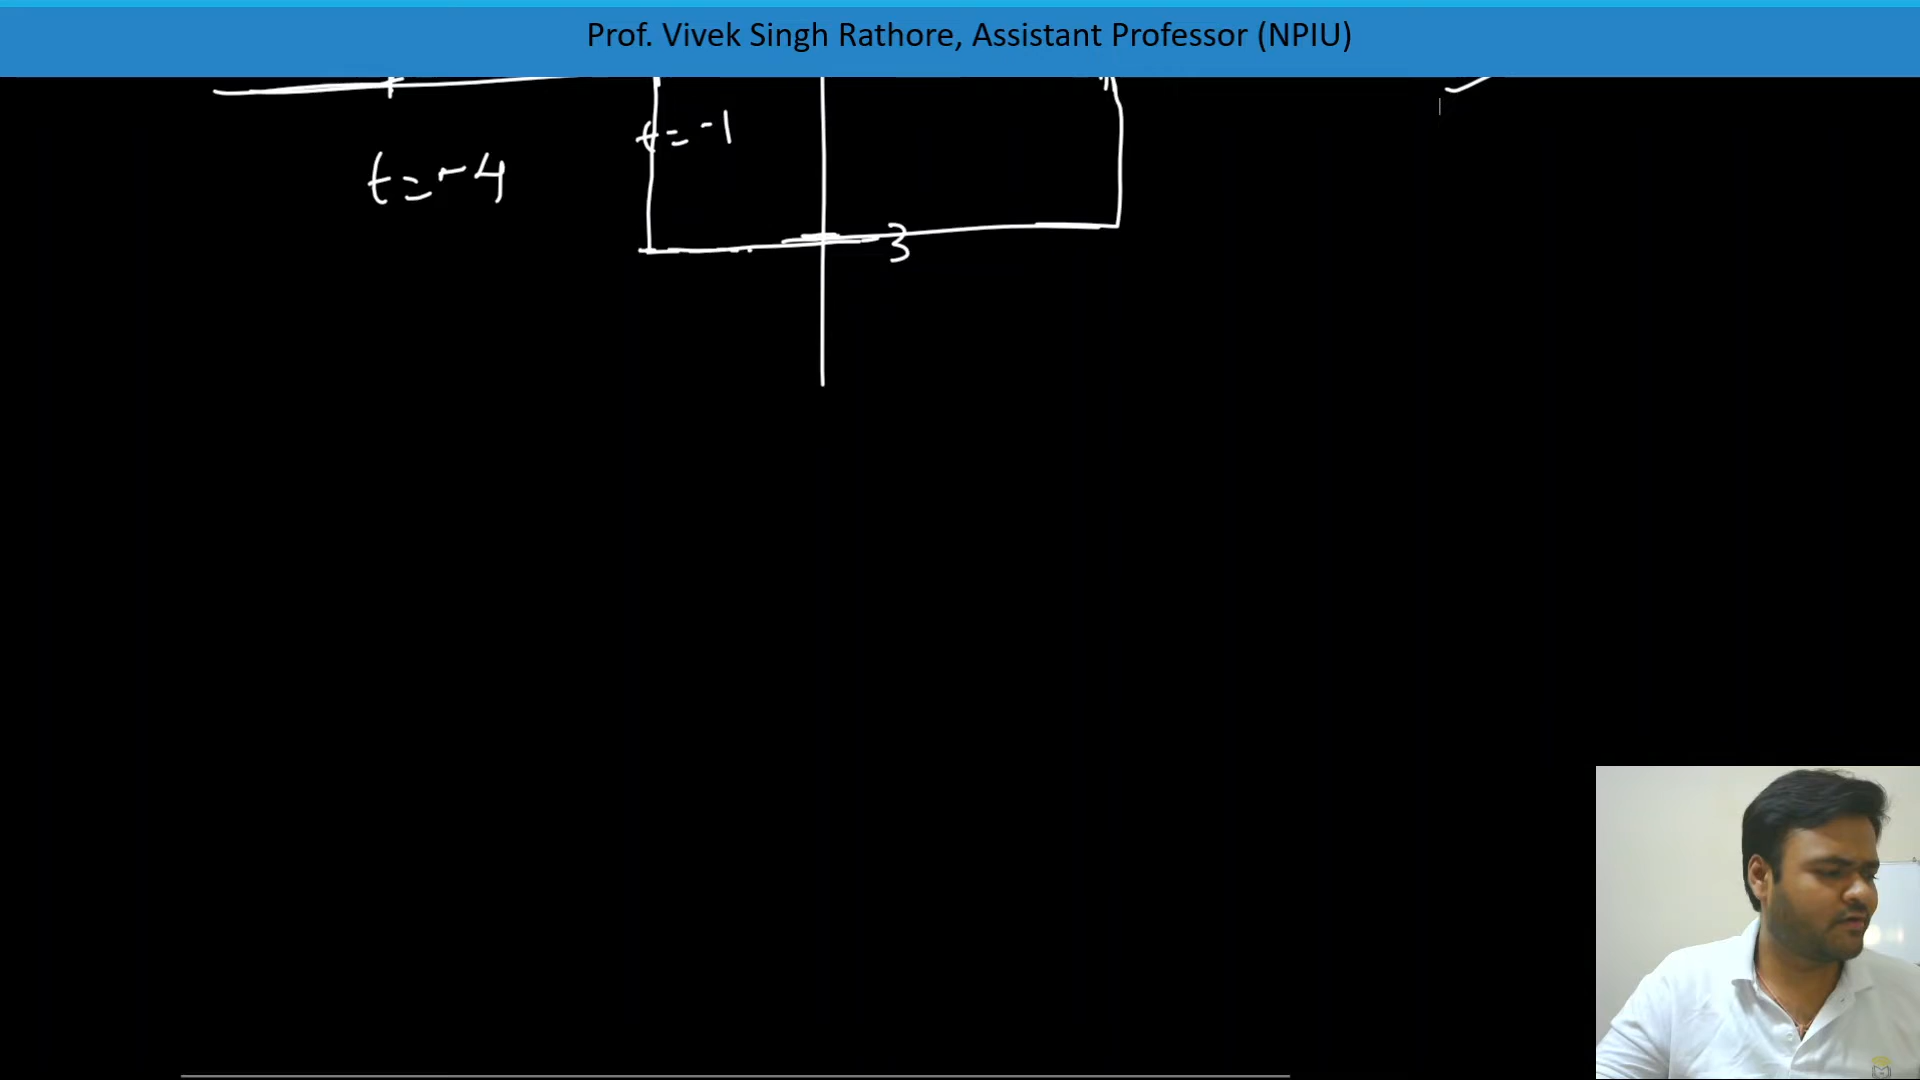 Prof. Vivek Singh Rathore, Assistant Professor (NPIU)
t=-1
t=-4
3